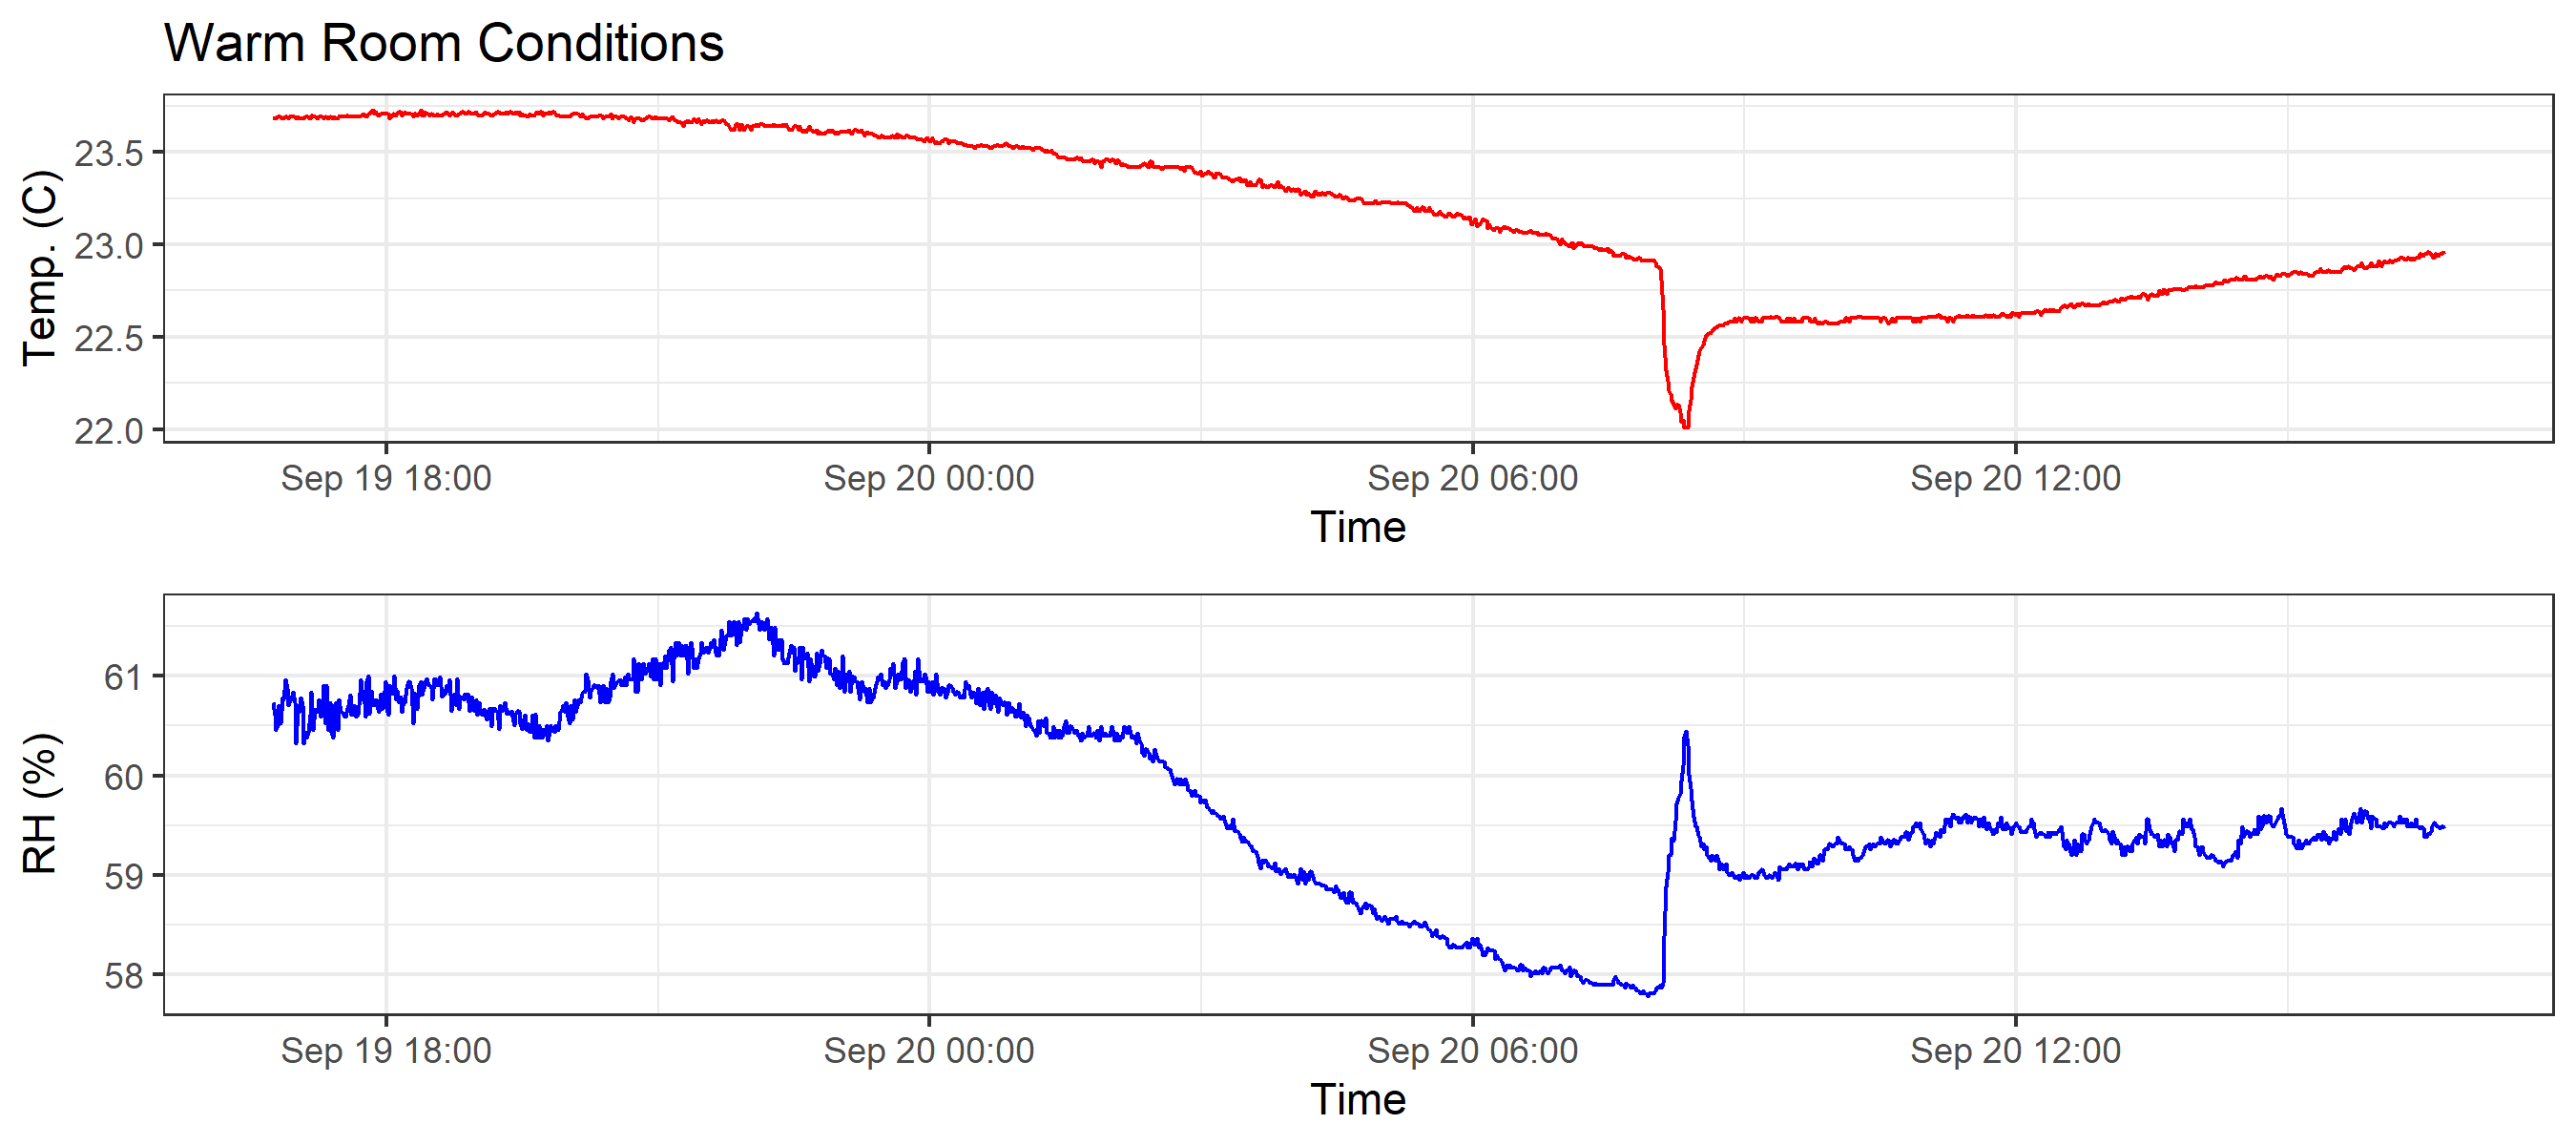 Warm Room Conditions
Temp. (C)
23.5
23.0
22.5
22.0
Sep 19 18:00 Sep 20 00:00 Sep 20 06:00 Sep 20 12:00
Time
RH (%)
61
60
59
58
Sep 19 18:00 Sep 20 00:00 Sep 20 06:00 Sep 20 12:00
Time